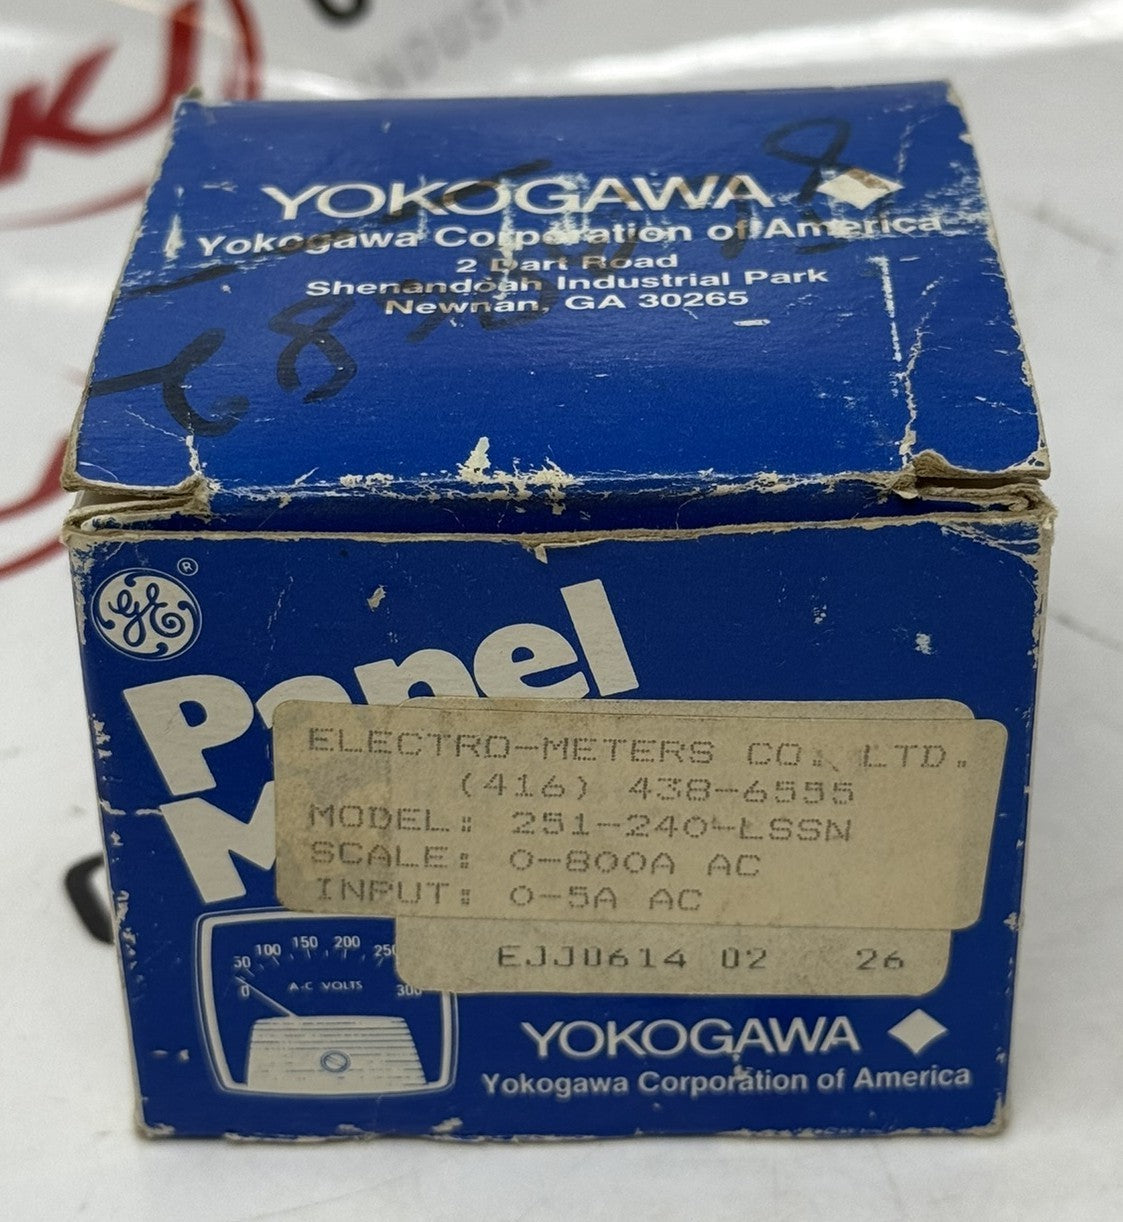 YOKOGAWA
Yokogawa Corporation of America
2 Dart Road
Shenandoah Industrial Park
Newnan, GA 30265
GE ®
Panel
ELECTRO-METERS CO. LTD.
(416) 438-6555
MODEL: 251-240-LSSN
SCALE: 0-800A AC
INPUT: 0-5A AC
EJJ0614 02 26
0 50 100 150 200 250 300
A-C VOLTS
YOKOGAWA
Yokogawa Corporation of America